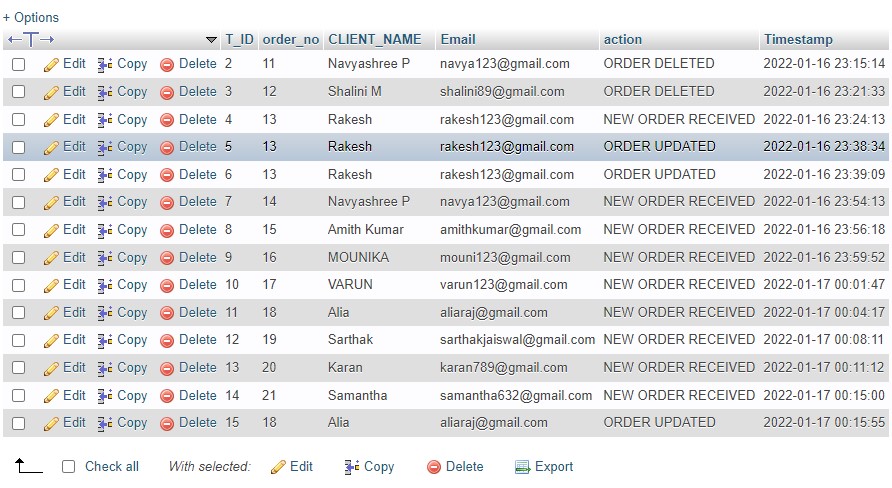 + Options
T_ID order_no CLIENT_NAME Email action Timestamp
Edit Copy Delete 2 11 Navyashree P navya123@gmail.com ORDER DELETED 2022-01-16 23:15:14
Edit Copy Delete 3 12 Shalini M shalini89@gmail.com ORDER DELETED 2022-01-16 23:21:33
Edit Copy Delete 4 13 Rakesh rakesh123@gmail.com NEW ORDER RECEIVED 2022-01-16 23:24:13
Edit Copy Delete 5 13 Rakesh rakesh123@gmail.com ORDER UPDATED 2022-01-16 23:38:34
Edit Copy Delete 6 13 Rakesh rakesh123@gmail.com ORDER UPDATED 2022-01-16 23:39:09
Edit Copy Delete 7 14 Navyashree P navya123@gmail.com NEW ORDER RECEIVED 2022-01-16 23:54:13
Edit Copy Delete 8 15 Amith Kumar amithkumar@gmail.com NEW ORDER RECEIVED 2022-01-16 23:56:18
Edit Copy Delete 9 16 MOUNIKA mouni123@gmail.com NEW ORDER RECEIVED 2022-01-16 23:59:52
Edit Copy Delete 10 17 VARUN varun123@gmail.com NEW ORDER RECEIVED 2022-01-17 00:01:47
Edit Copy Delete 11 18 Alia aliaraj@gmail.com NEW ORDER RECEIVED 2022-01-17 00:04:17
Edit Copy Delete 12 19 Sarthak sarthakjaiswal@gmail.com NEW ORDER RECEIVED 2022-01-17 00:08:11
Edit Copy Delete 13 20 Karan karan789@gmail.com NEW ORDER RECEIVED 2022-01-17 00:11:12
Edit Copy Delete 14 21 Samantha samantha632@gmail.com NEW ORDER RECEIVED 2022-01-17 00:15:00
Edit Copy Delete 15 18 Alia aliaraj@gmail.com ORDER UPDATED 2022-01-17 00:15:55
Check all With selected: Edit Copy Delete Export